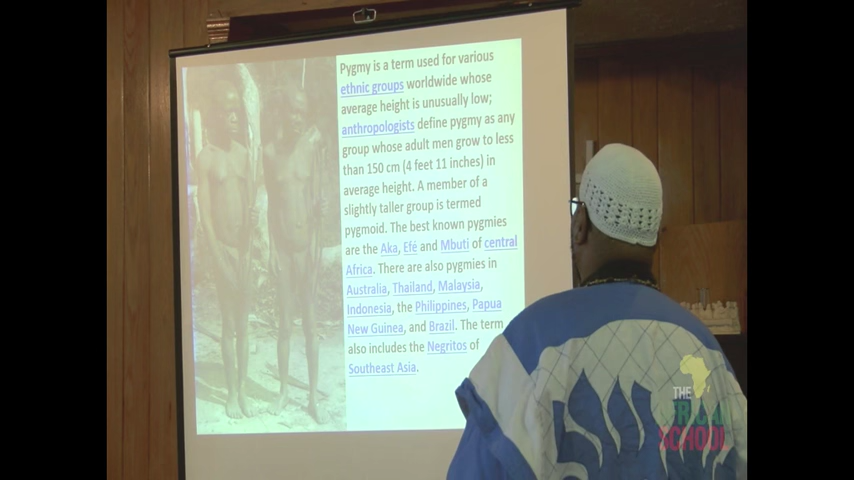 Pygmy is a term used for various
ethnic groups worldwide whose
average height is unusually low;
anthropologists define pygmy as any
group whose adult men grow to less
than 150 cm (4 feet 11 inches) in
average height. A member of a
slightly taller group is termed
pygmoid. The best known pygmies
are the Aka, Efé and Mbuti of central
Africa. There are also pygmies in
Australia, Thailand, Malaysia,
Indonesia, the Philippines, Papua
New Guinea, and Brazil. The term
also includes the Negritos of
Southeast Asia.
THE
AFRICAN
SCHOOL